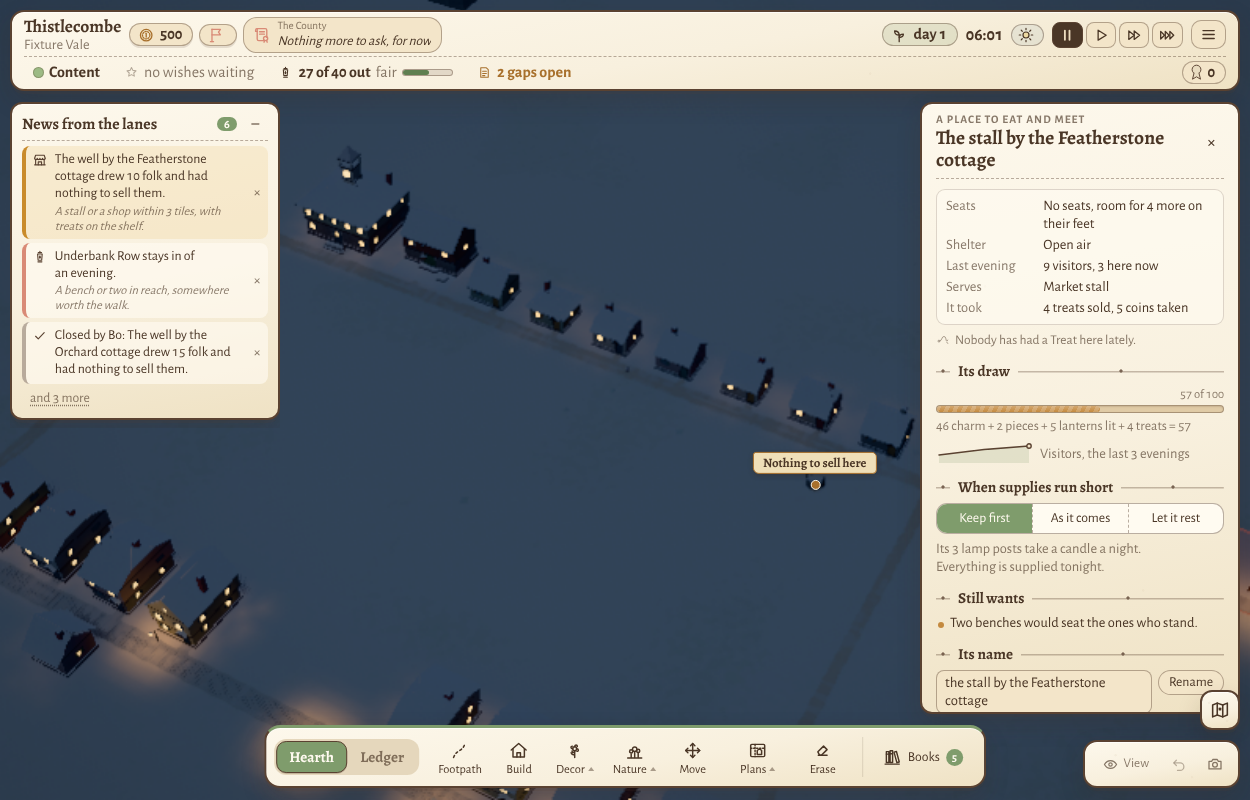 Thistlecombe
Fixture Vale
500
The County
Nothing more to ask, for now
day 1
06:01
Content
no wishes waiting
27 of 40 out fair
2 gaps open
0
News from the lanes
6
The well by the Featherstone
cottage drew 10 folk and had
nothing to sell them.
A stall or a shop within 3 tiles, with
treats on the shelf.
Underbank Row stays in of
an evening.
A bench or two in reach, somewhere
worth the walk.
Closed by Bo: The well by the
Orchard cottage drew 15 folk and
had nothing to sell them.
and 3 more
Nothing to sell here
A PLACE TO EAT AND MEET
The stall by the Featherstone
cottage
Seats No seats, room for 4 more on
their feet
Shelter Open air
Last evening 9 visitors, 3 here now
Serves Market stall
It took 4 treats sold, 5 coins taken
Nobody has had a Treat here lately.
Its draw
57 of 100
46 charm + 2 pieces + 5 lanterns lit + 4 treats = 57
Visitors, the last 3 evenings
When supplies run short
Keep first As it comes Let it rest
Its 3 lamp posts take a candle a night.
Everything is supplied tonight.
Still wants
Two benches would seat the ones who stand.
Its name
the stall by the Featherstone
cottage
Rename
Hearth Ledger
Footpath Build Decor Nature Move Plans Erase
Books 5
View